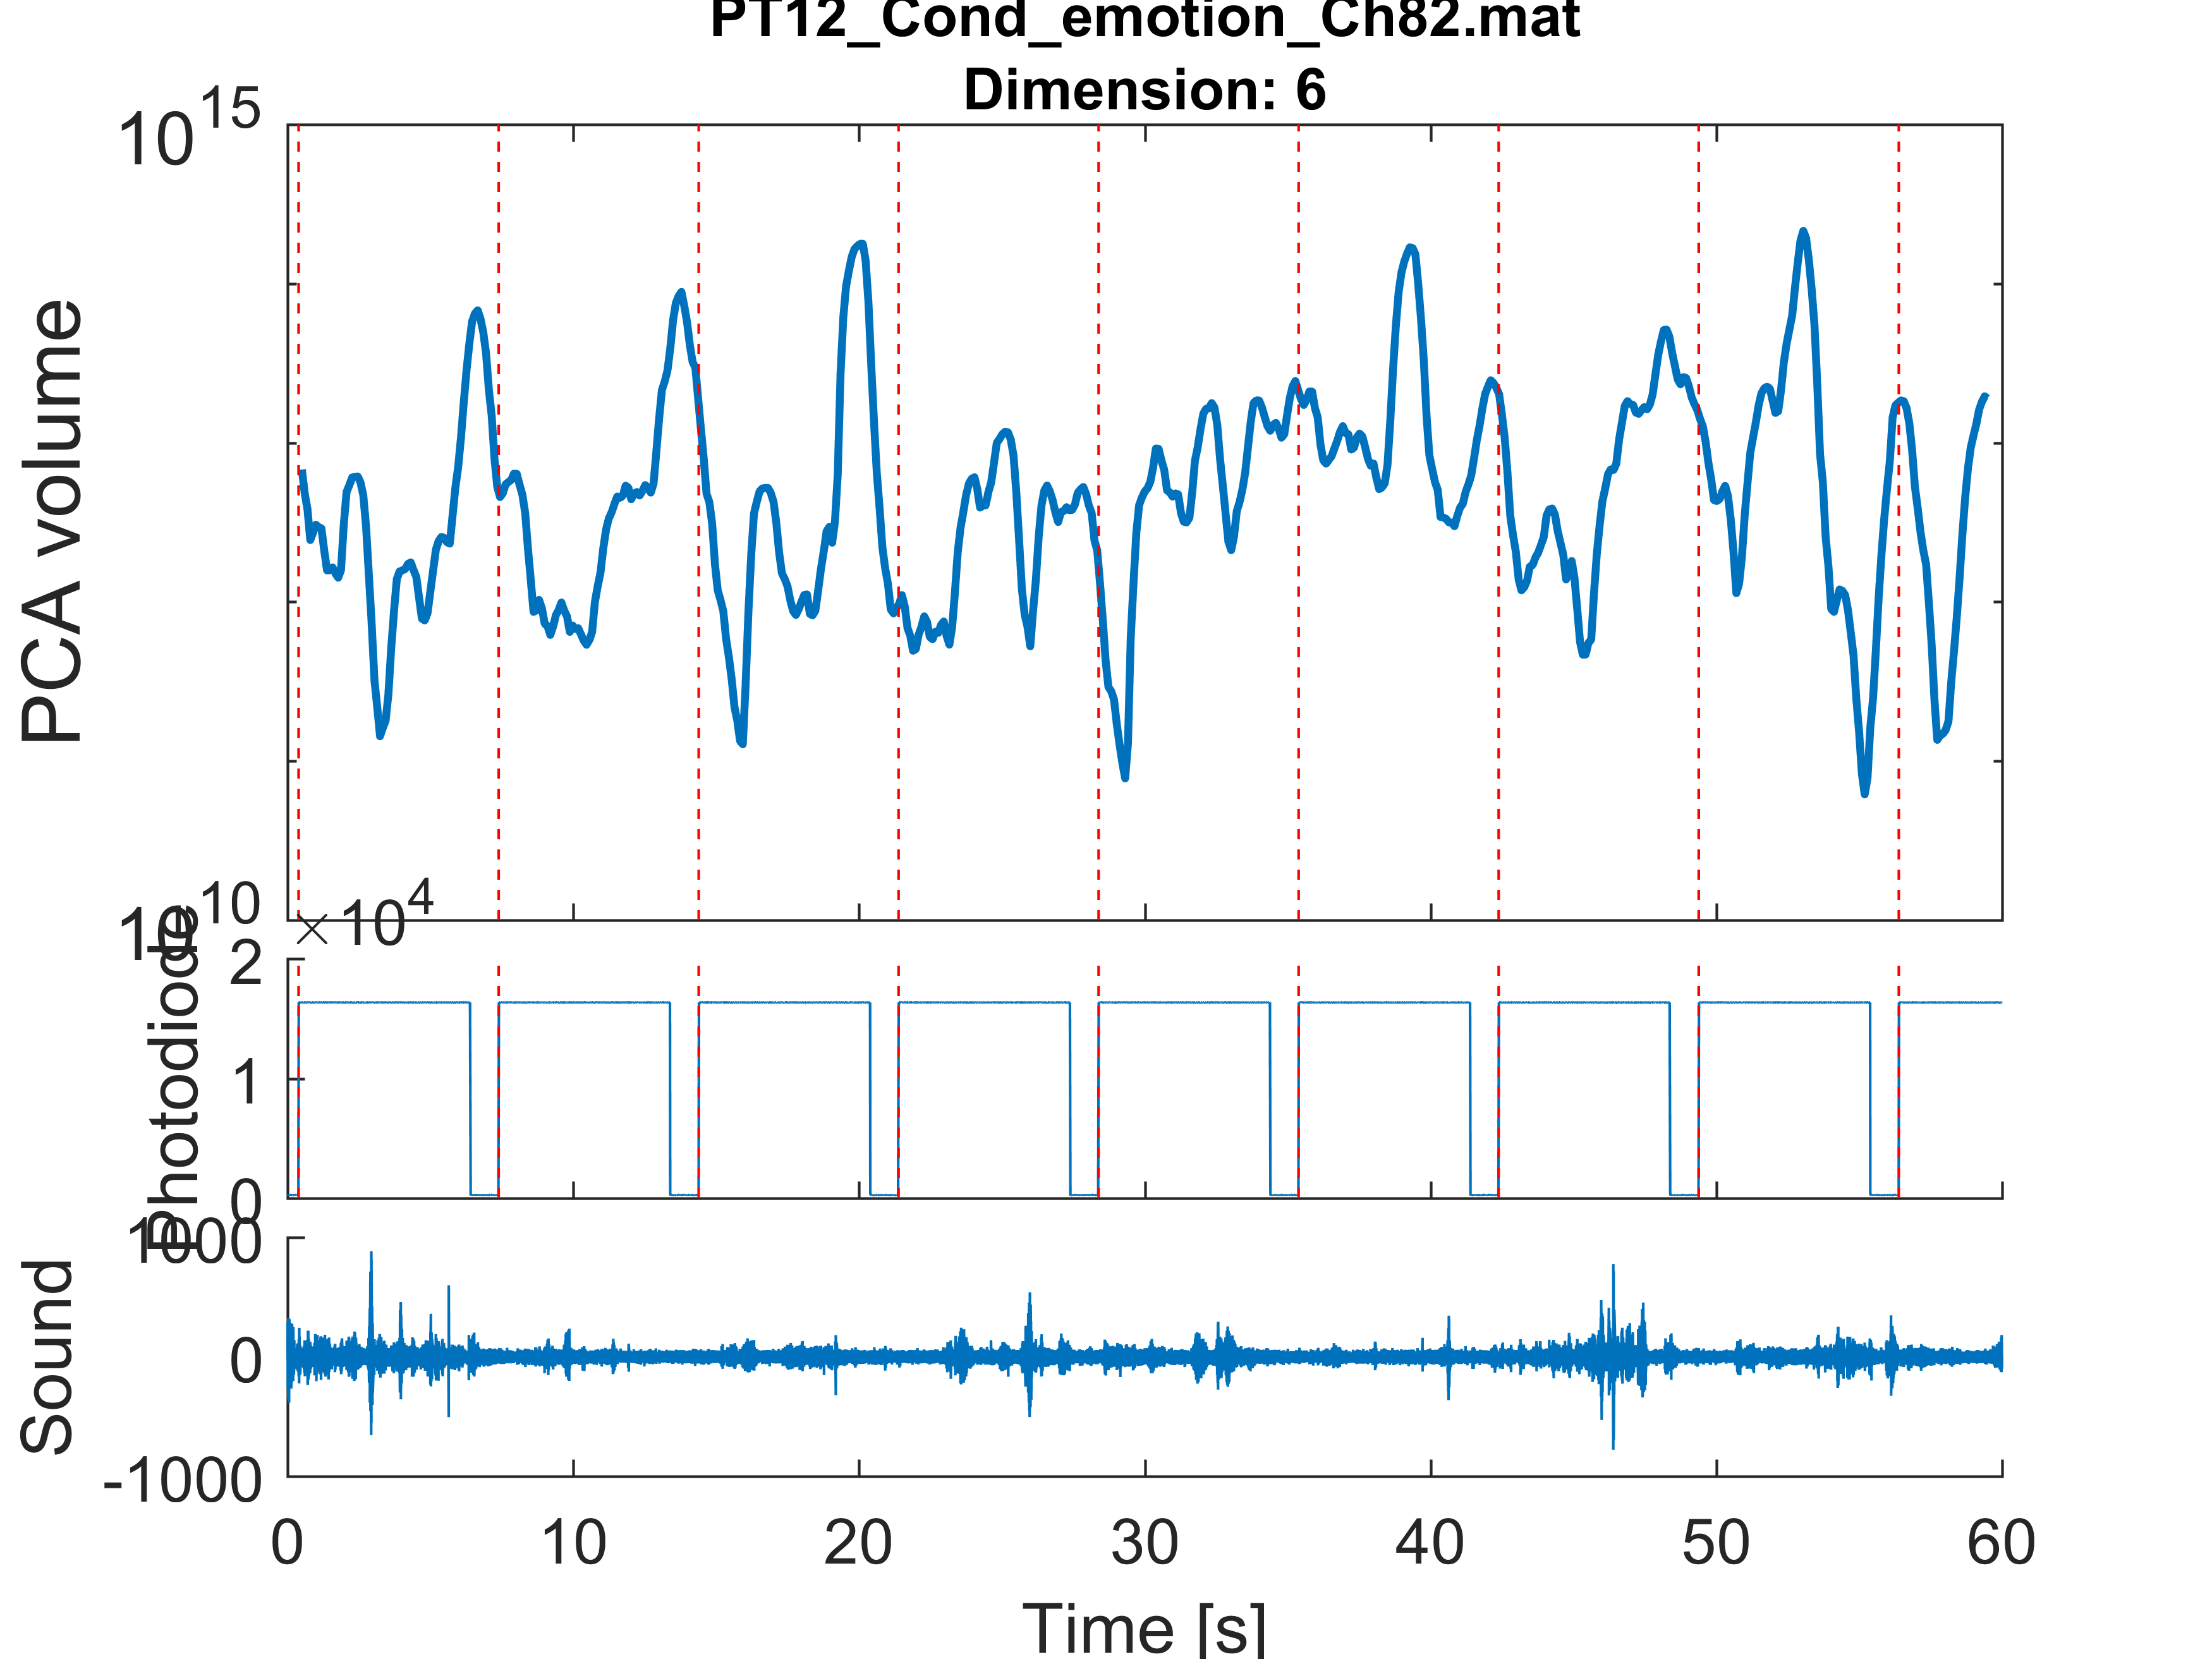 PT12_Cond_emotion_Ch82.mat
Dimension: 6
10^15
PCA volume
10^10
×10^4
Photodiode
2
1
0
Sound
1000
0
-1000
0 10 20 30 40 50 60
Time [s]